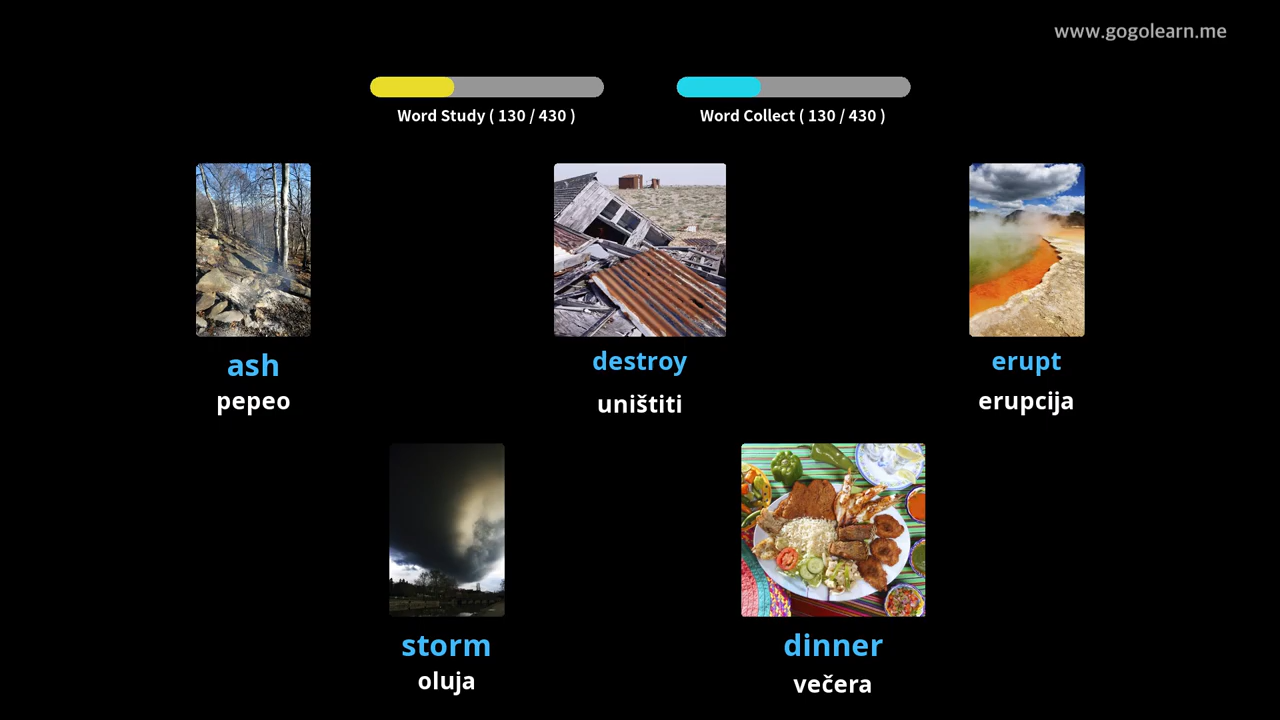 www.gogolearn.me
Word Study ( 130 / 430 )
Word Collect ( 130 / 430 )
ash
pepeo
destroy
uništiti
erupt
erupcija
storm
oluja
dinner
večera